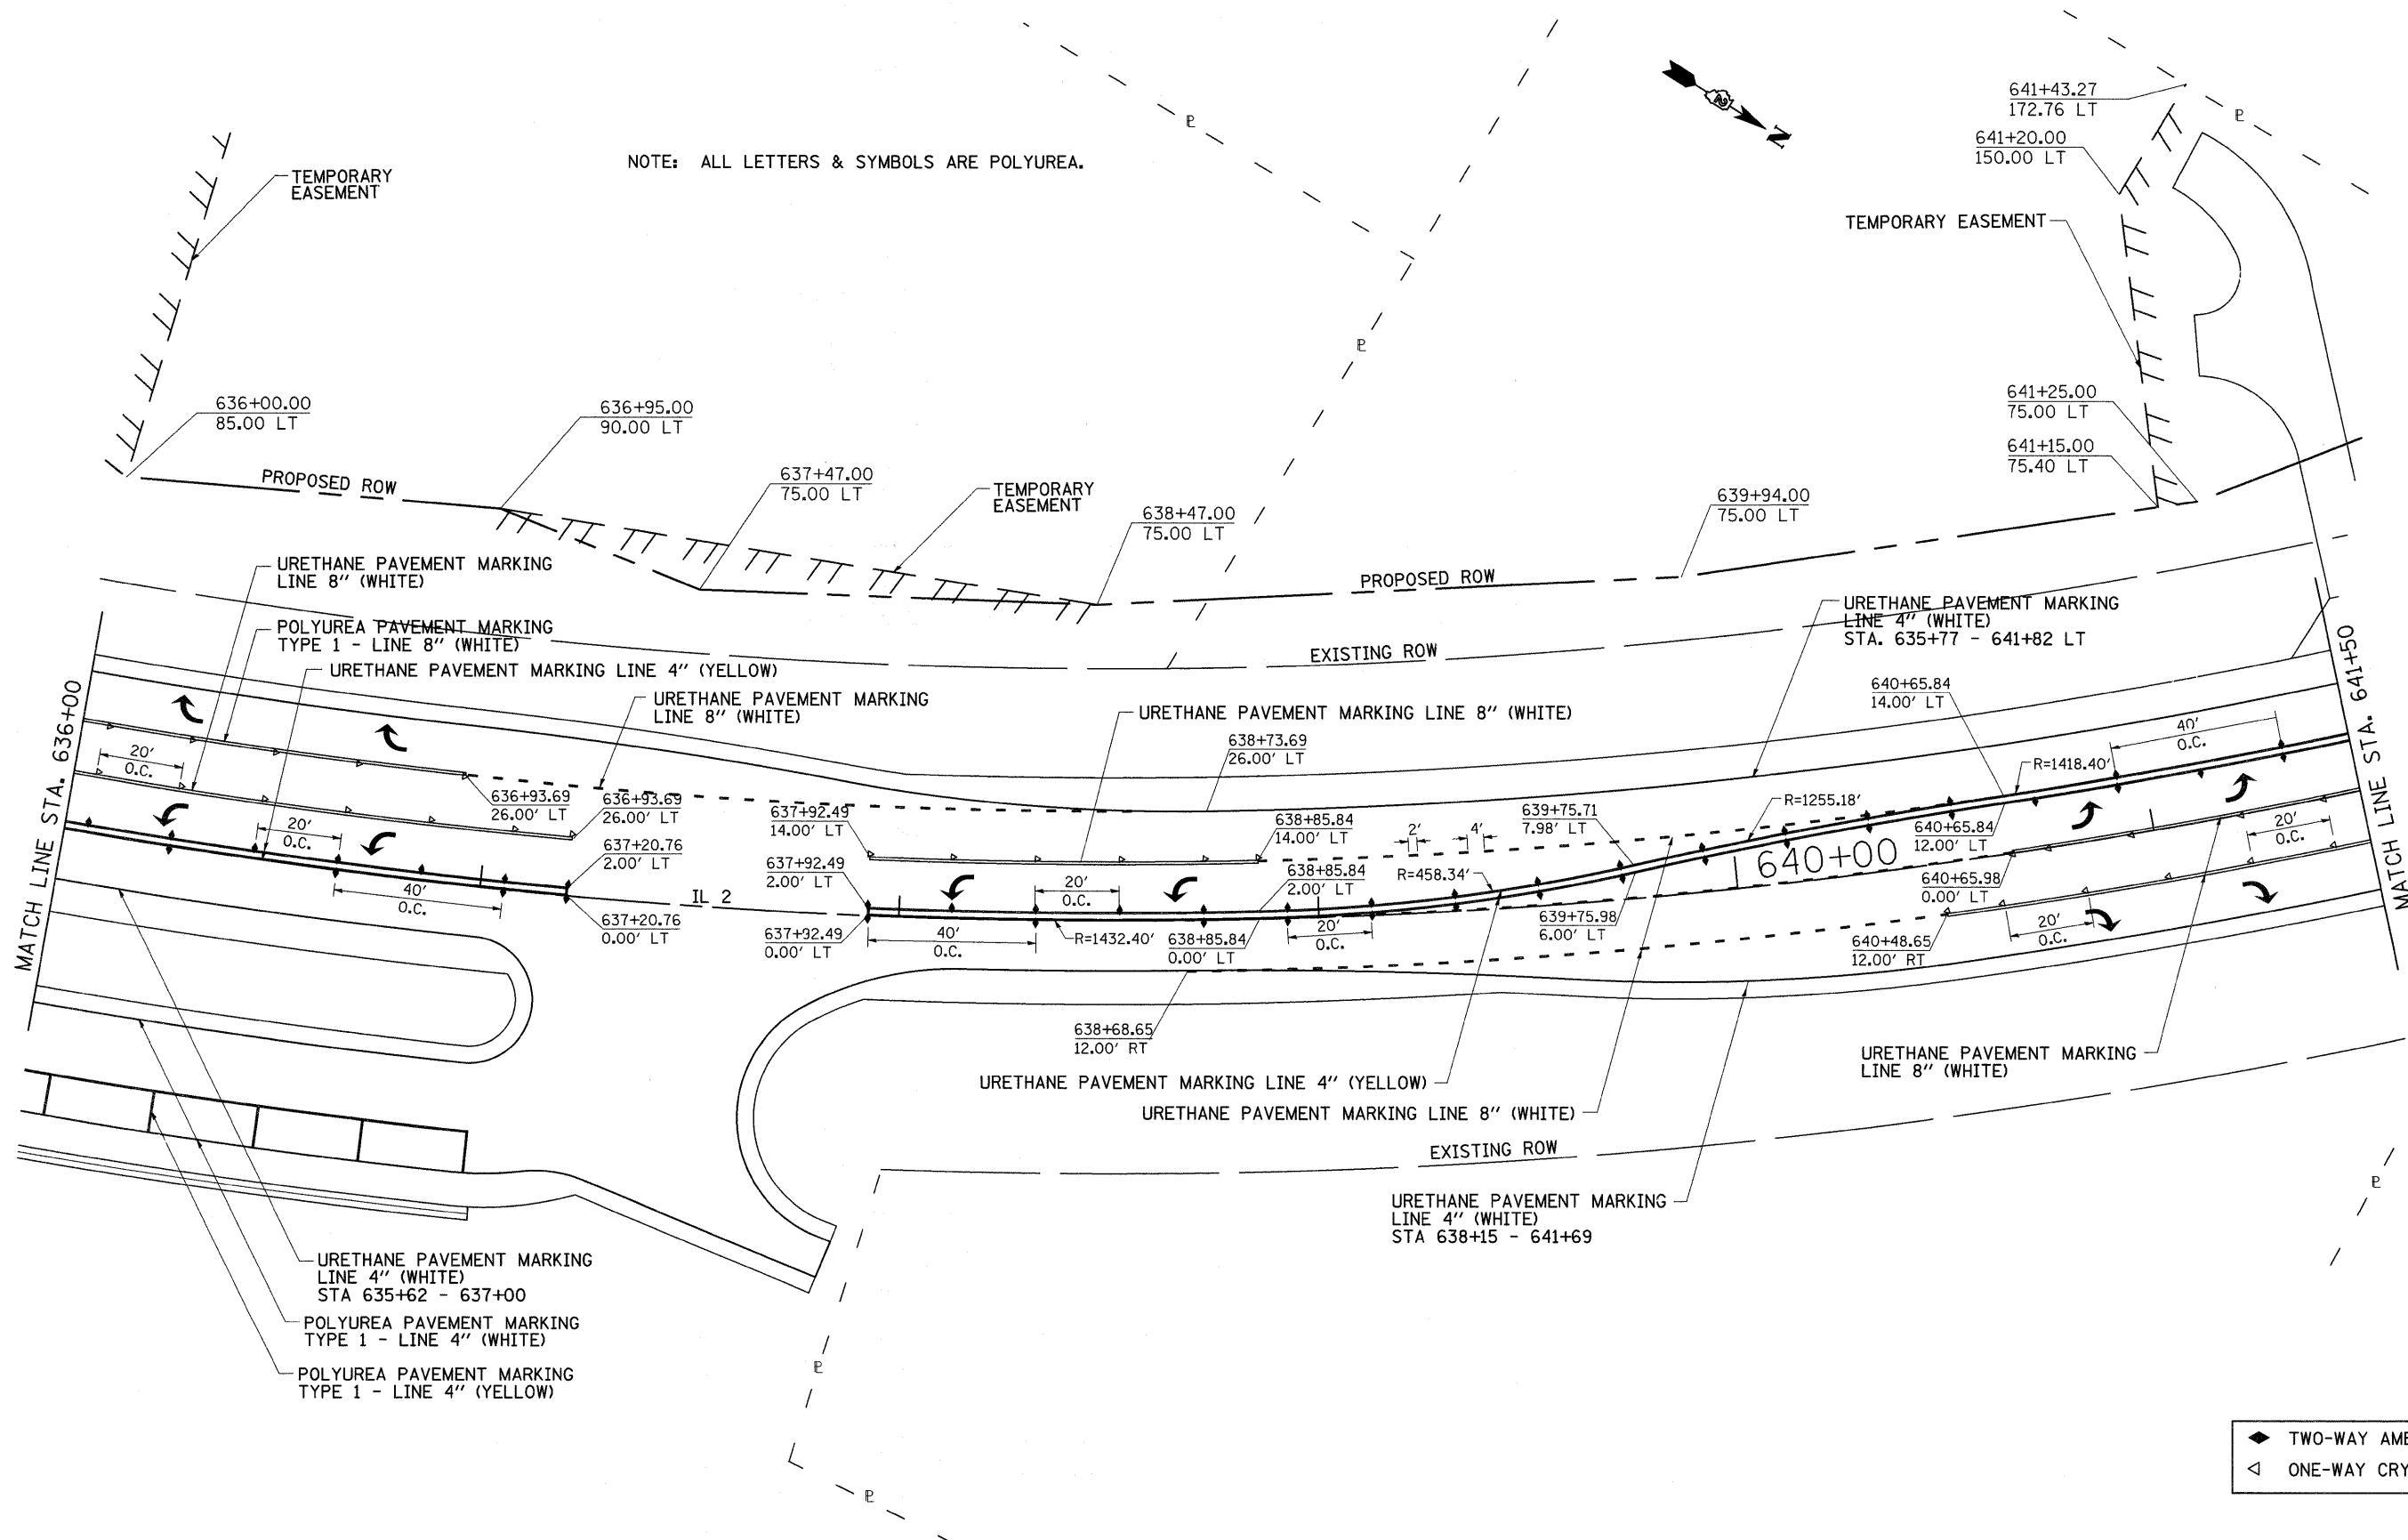 641+43.27
172.76 LT
641+20.00
150.00 LT
N
NOTE: ALL LETTERS & SYMBOLS ARE POLYUREA.
TEMPORARY
EASEMENT
TEMPORARY EASEMENT
636+00.00
85.00 LT
636+95.00
90.00 LT
637+47.00
75.00 LT
TEMPORARY
EASEMENT
638+47.00
75.00 LT
639+94.00
75.00 LT
641+25.00
75.00 LT
641+15.00
75.40 LT
PROPOSED ROW
PROPOSED ROW
URETHANE PAVEMENT MARKING
LINE 8" (WHITE)
POLYUREA PAVEMENT MARKING
TYPE 1 - LINE 8" (WHITE)
URETHANE PAVEMENT MARKING LINE 4" (YELLOW)
URETHANE PAVEMENT MARKING
LINE 8" (WHITE)
EXISTING ROW
URETHANE PAVEMENT MARKING
LINE 4" (WHITE)
STA. 635+77 - 641+82 LT
URETHANE PAVEMENT MARKING LINE 8" (WHITE)
638+73.69
26.00' LT
640+65.84
14.00' LT
40'
O.C.
R=1418.40'
MATCH LINE STA. 636+00
MATCH LINE STA. 641+50
20'
O.C.
636+93.69
26.00' LT
636+93.69
26.00' LT
20'
O.C.
637+20.76
2.00' LT
40'
O.C.
637+20.76
0.00' LT
IL 2
637+92.49
14.00' LT
637+92.49
2.00' LT
637+92.49
0.00' LT
20'
O.C.
40'
O.C.
R=1432.40'
638+85.84
14.00' LT
638+85.84
2.00' LT
638+85.84
0.00' LT
20'
O.C.
2'
4'
R=458.34'
639+75.71
7.98' LT
R=1255.18'
639+75.98
6.00' LT
640+00
640+65.84
12.00' LT
640+65.98
0.00' LT
640+48.65
12.00' RT
20'
O.C.
20'
O.C.
638+68.65
12.00' RT
URETHANE PAVEMENT MARKING LINE 4" (YELLOW)
URETHANE PAVEMENT MARKING LINE 8" (WHITE)
URETHANE PAVEMENT MARKING
LINE 8" (WHITE)
EXISTING ROW
URETHANE PAVEMENT MARKING
LINE 4" (WHITE)
STA 638+15 - 641+69
URETHANE PAVEMENT MARKING
LINE 4" (WHITE)
STA 635+62 - 637+00
POLYUREA PAVEMENT MARKING
TYPE 1 - LINE 4" (WHITE)
POLYUREA PAVEMENT MARKING
TYPE 1 - LINE 4" (YELLOW)
TWO-WAY AMB
ONE-WAY CRY